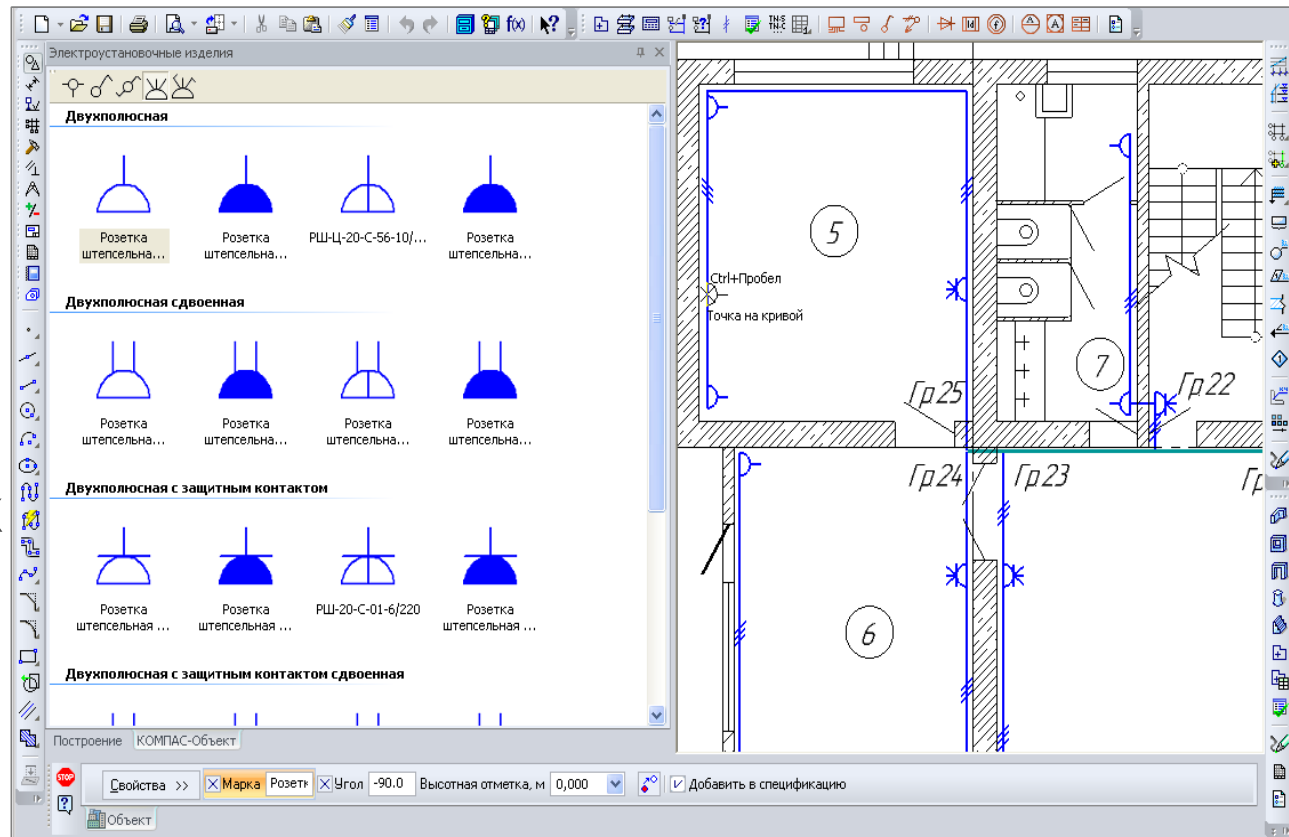 f(x)
Id
A
Электроустановочные изделия
Двухполюсная
Розетка
штепсельна...
Розетка
штепсельна...
РШ-Ц-20-С-56-10/...
Розетка
штепсельна...
Двухполюсная сдвоенная
Розетка
штепсельна...
Розетка
штепсельна...
Розетка
штепсельна...
Розетка
штепсельна...
Двухполюсная с защитным контактом
Розетка
штепсельная ...
Розетка
штепсельная ...
РШ-20-С-01-6/220
Розетка
штепсельная ...
Двухполюсная с защитным контактом сдвоенная
Построение КОМПАС-Объект
5
Ctrl+Пробел
Точка на кривой
7
Гр25
Гр22
Гр24
Гр23
Гр
6
STOP
Свойства >> Марка Розетк Угол -90.0 Высотная отметка, м 0,000 Добавить в спецификацию
Объект